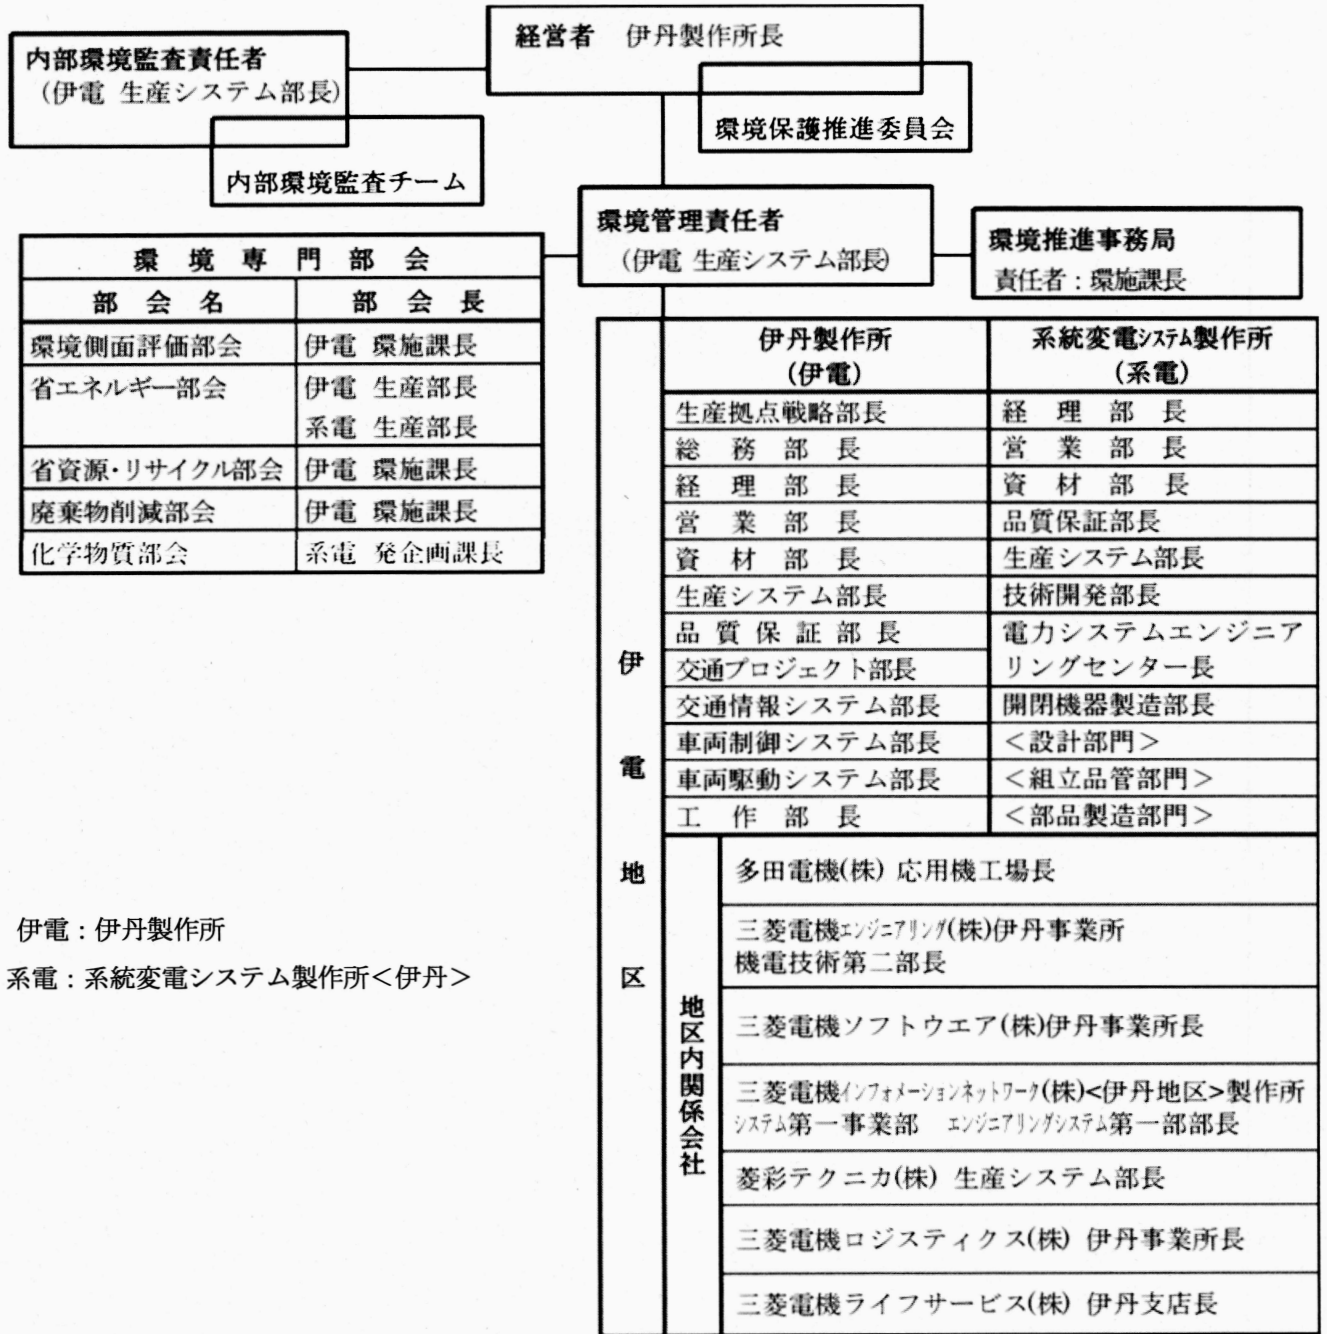 経営者 伊丹製作所長
内部環境監査責任者
(伊電 生産システム部長)
環境保護推進委員会
内部環境監査チーム
環境管理責任者
(伊電 生産システム部長)
環境推進事務局
責任者：環施課長
環境専門部会
部会名 部会長
環境側面評価部会 伊電 環施課長
省エネルギー部会 伊電 生産部長
系電 生産部長
省資源・リサイクル部会 伊電 環施課長
廃棄物削減部会 伊電 環施課長
化学物質部会 系電 発企画課長
伊電：伊丹製作所
系電：系統変電システム製作所＜伊丹＞
伊電地区
伊丹製作所 系統変電システム製作所
(伊電) (系電)
生産拠点戦略部長 経理部長
総務部長 営業部長
経理部長 資材部長
営業部長 品質保証部長
資材部長 生産システム部長
生産システム部長 技術開発部長
品質保証部長 電力システムエンジニア
交通プロジェクト部長 リングセンター長
交通情報システム部長 開閉機器製造部長
車両制御システム部長 ＜設計部門＞
車両駆動システム部長 ＜組立品管部門＞
工作部長 ＜部品製造部門＞
地区内関係会社
多田電機(株) 応用機工場長
三菱電機エンジニアリング(株)伊丹事業所
機電技術第二部長
三菱電機ソフトウエア(株)伊丹事業所長
三菱電機インフォメーションネットワーク(株)<伊丹地区>製作所
システム第一事業部 エンジニアリングシステム第一部部長
菱彩テクニカ(株) 生産システム部長
三菱電機ロジスティクス(株) 伊丹事業所長
三菱電機ライフサービス(株) 伊丹支店長